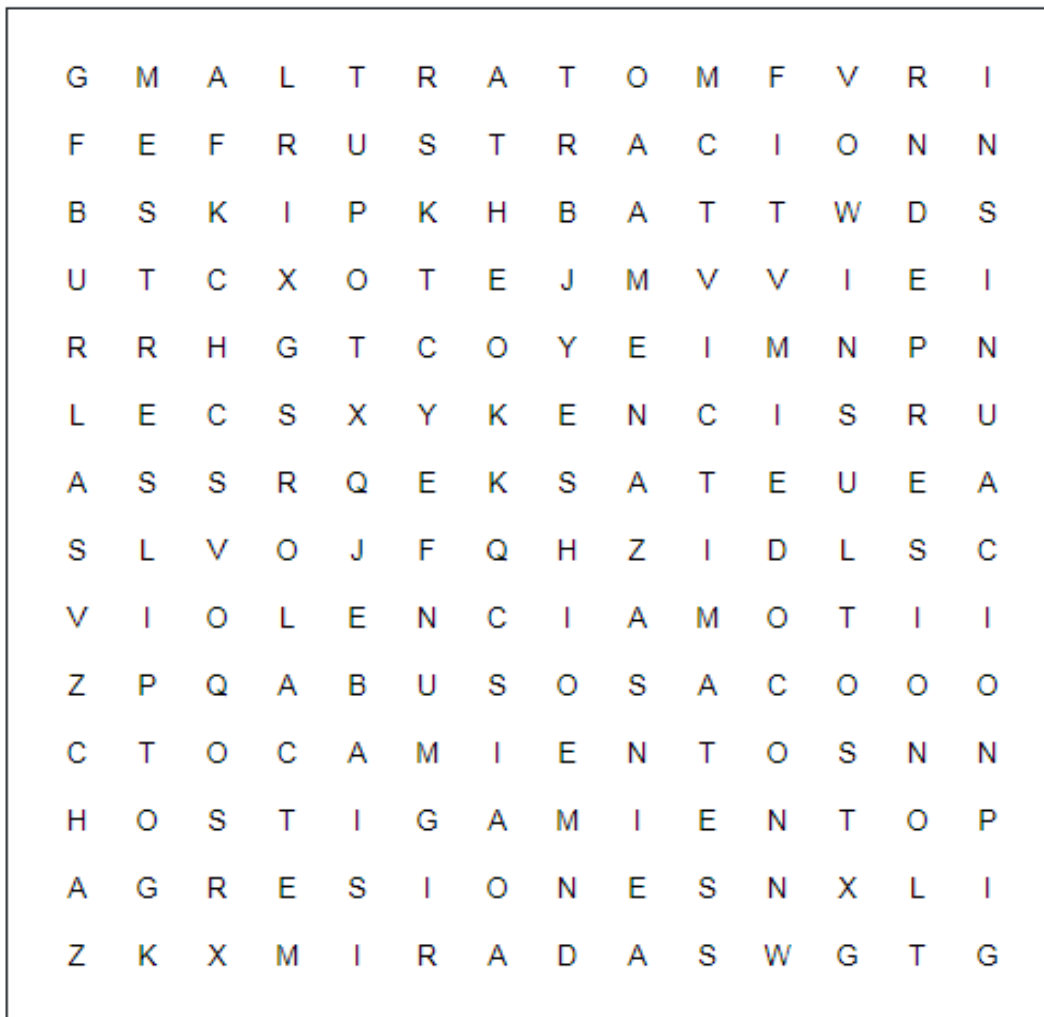 G M A L T R A T O M F V R I
F E F R U S T R A C I O N N
B S K I P K H B A T T W D S
U T C X O T E J M V V I E I
R R H G T C O Y E I M N P N
L E C S X Y K E N C I S R U
A S S R Q E K S A T E U E A
S L V O J F Q H Z I D L S C
V I O L E N C I A M O T I I
Z P Q A B U S O S A C O O O
C T O C A M I E N T O S N N
H O S T I G A M I E N T O P
A G R E S I O N E S N X L I
Z K X M I R A D A S W G T G